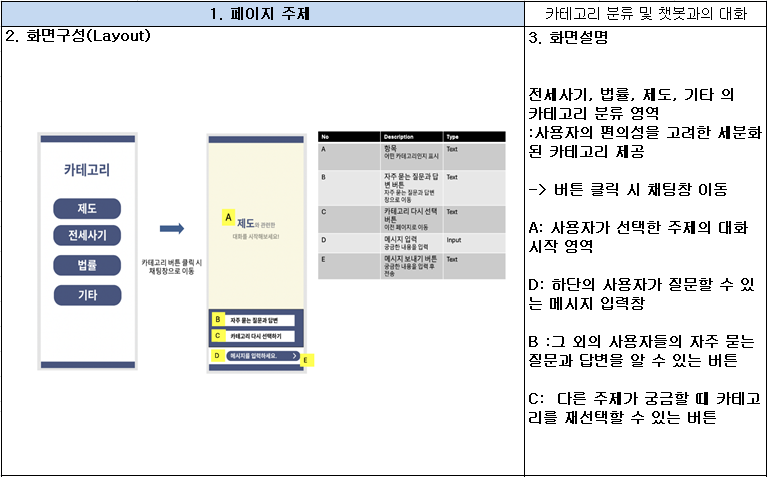 1. 페이지 주제
카테고리 분류 및 챗봇과의 대화
2. 화면구성(Layout)
카테고리
제도
전세사기
법률
기타
카테고리 버튼 클릭 시
채팅창으로 이동
A
제도와 관련한
대화를 시작해보세요!
B
자주 묻는 질문과 답변
C
카테고리 다시 선택하기
D
메시지를 입력하세요.
E
No Description Type
A 항목 Text
어떤 카테고리인지 표시
B 자주 묻는 질문과 답 Text
변 버튼
자주 묻는 질문과 답변
창으로 이동
C 카테고리 다시 선택 Text
버튼
이전 페이지로 이동
D 메시지 입력 Input
궁금한 내용을 입력
E 메시지 보내기 버튼 Text
궁금한 내용을 입력 후
전송
3. 화면설명
전세사기, 법률, 제도, 기타 의
카테고리 분류 영역
:사용자의 편의성을 고려한 세분화
된 카테고리 제공
-> 버튼 클릭 시 채팅창 이동
A: 사용자가 선택한 주제의 대화
시작 영역
D: 하단의 사용자가 질문할 수 있
는 메시지 입력창
B :그 외의 사용자들의 자주 묻는
질문과 답변을 알 수 있는 버튼
C: 다른 주제가 궁금할 때 카테고
리를 재선택할 수 있는 버튼